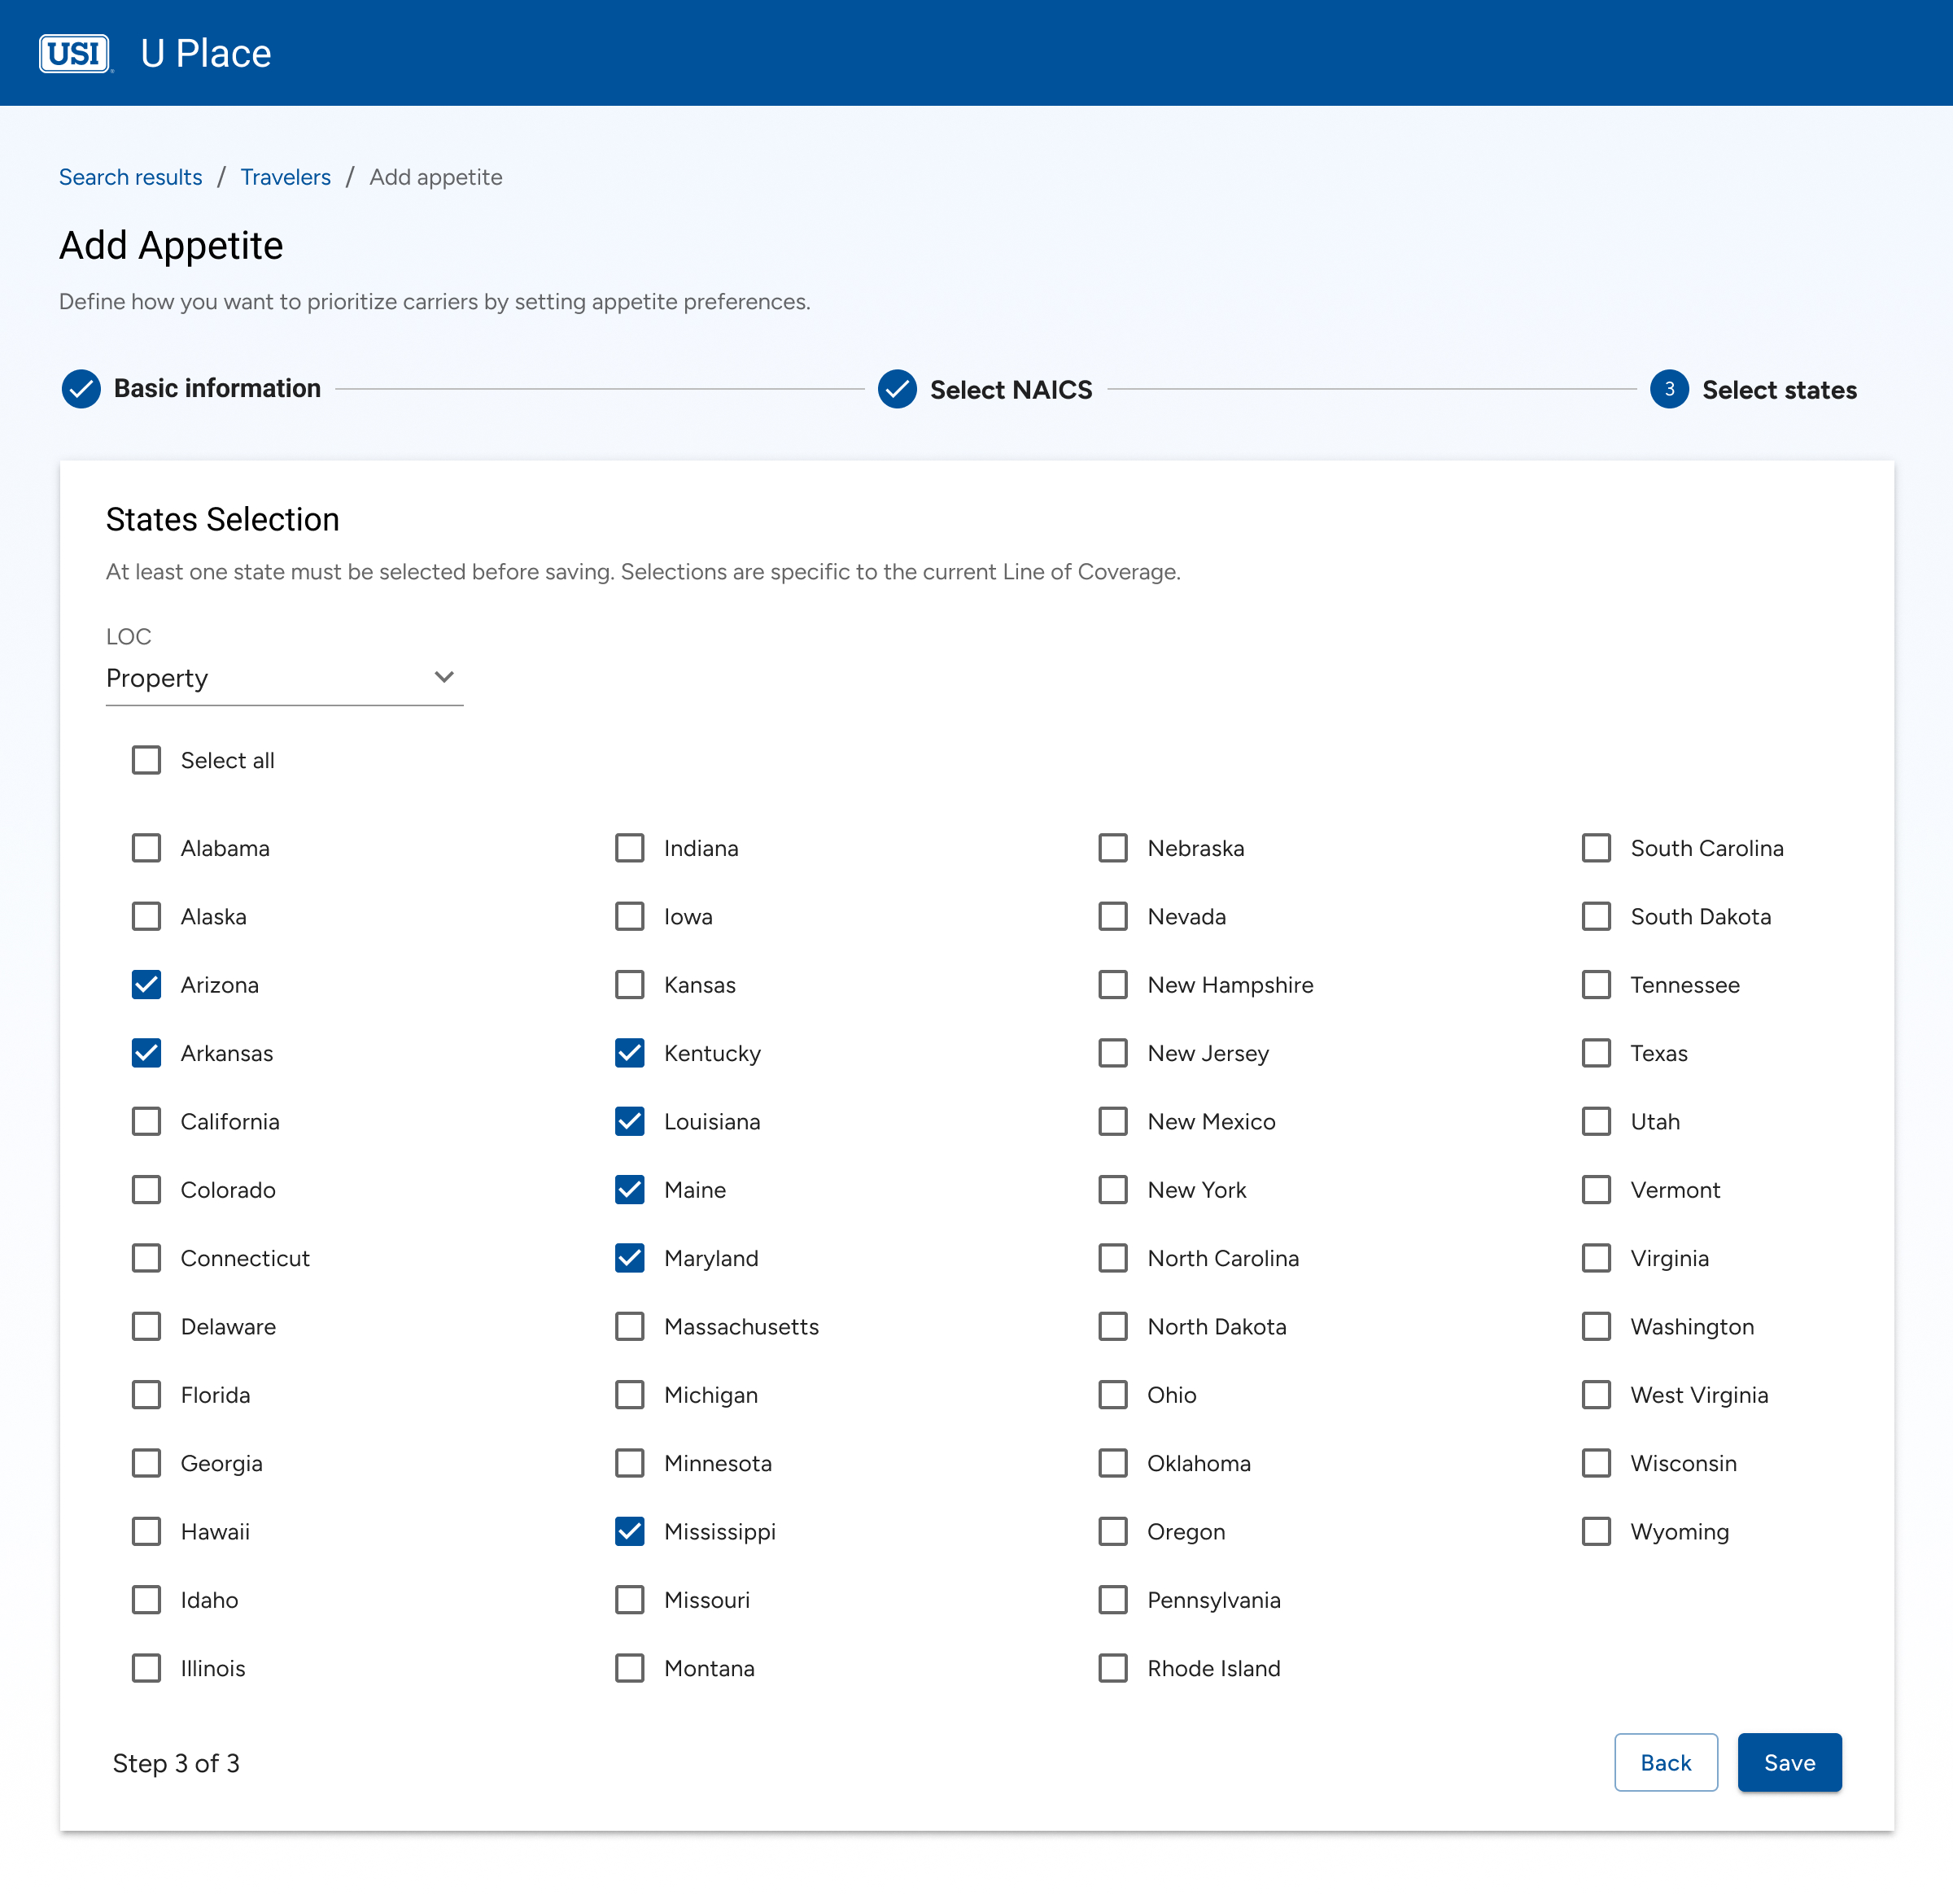 USI U Place
Search results / Travelers / Add appetite
Add Appetite
Define how you want to prioritize carriers by setting appetite preferences.
Basic information
Select NAICS
3 Select states
States Selection
At least one state must be selected before saving. Selections are specific to the current Line of Coverage.
LOC
Property
Select all
Alabama
Alaska
Arizona
Arkansas
California
Colorado
Connecticut
Delaware
Florida
Georgia
Hawaii
Idaho
Illinois
Indiana
Iowa
Kansas
Kentucky
Louisiana
Maine
Maryland
Massachusetts
Michigan
Minnesota
Mississippi
Missouri
Montana
Nebraska
Nevada
New Hampshire
New Jersey
New Mexico
New York
North Carolina
North Dakota
Ohio
Oklahoma
Oregon
Pennsylvania
Rhode Island
South Carolina
South Dakota
Tennessee
Texas
Utah
Vermont
Virginia
Washington
West Virginia
Wisconsin
Wyoming
Step 3 of 3
Back
Save